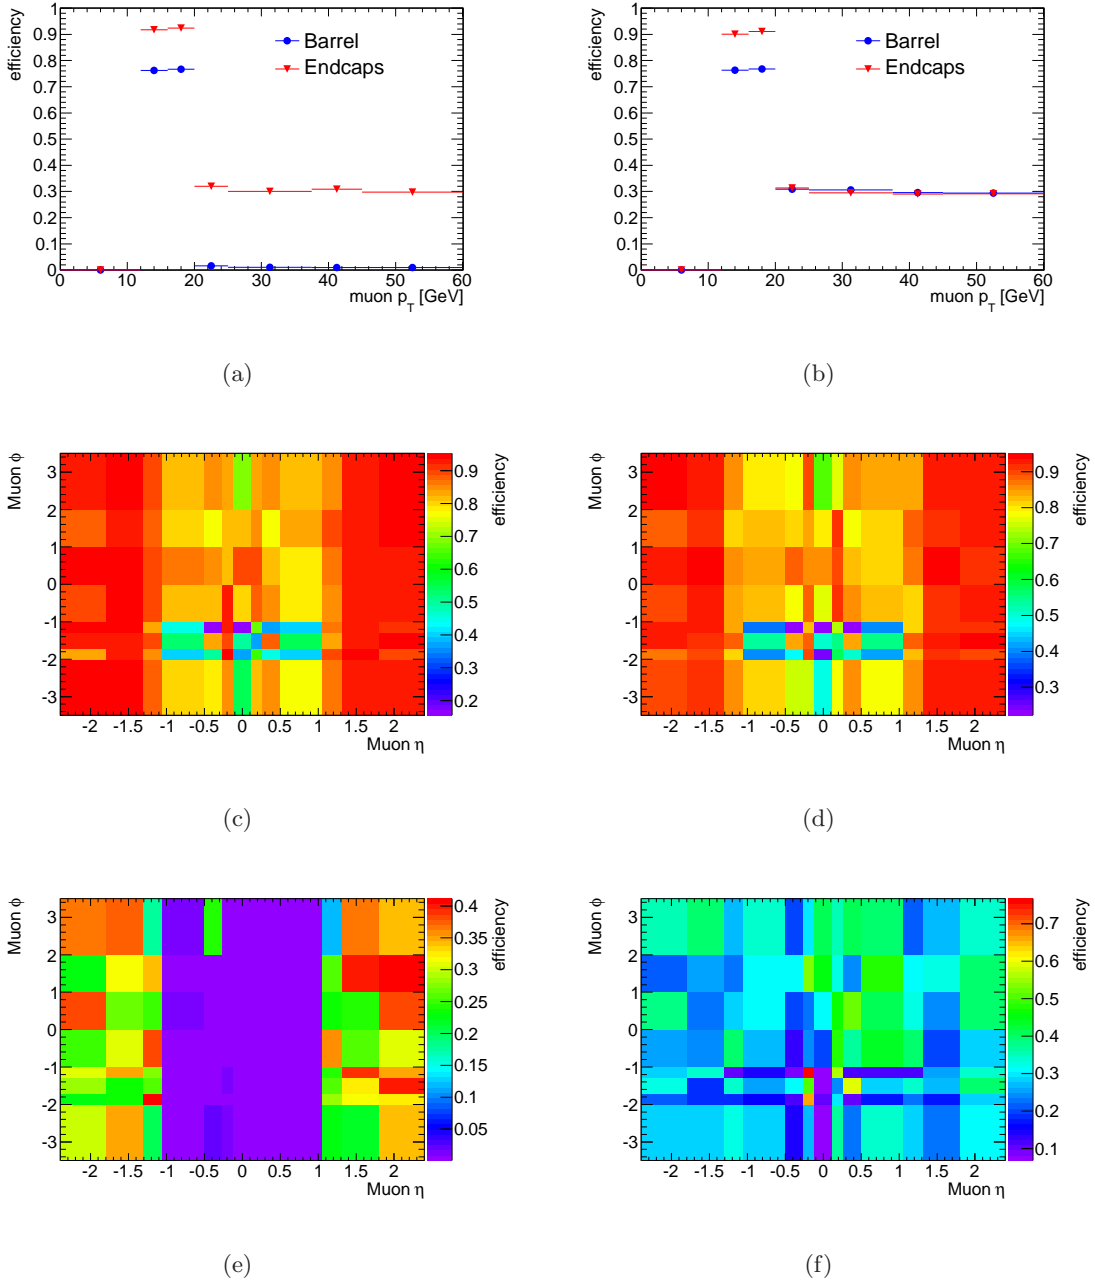 efficiency
1
0.9
0.8
0.7
0.6
0.5
0.4
0.3
0.2
0.1
0
Barrel
Endcaps
0 10 20 30 40 50 60
muon p_T [GeV]
(a)
efficiency
1
0.9
0.8
0.7
0.6
0.5
0.4
0.3
0.2
0.1
0
Barrel
Endcaps
0 10 20 30 40 50 60
muon p_T [GeV]
(b)
Muon ϕ
3
2
1
0
-1
-2
-3
-2 -1.5 -1 -0.5 0 0.5 1 1.5 2
Muon η
efficiency
0.9
0.8
0.7
0.6
0.5
0.4
0.3
0.2
(c)
Muon ϕ
3
2
1
0
-1
-2
-3
-2 -1.5 -1 -0.5 0 0.5 1 1.5 2
Muon η
efficiency
0.9
0.8
0.7
0.6
0.5
0.4
0.3
(d)
Muon ϕ
3
2
1
0
-1
-2
-3
-2 -1.5 -1 -0.5 0 0.5 1 1.5 2
Muon η
efficiency
0.4
0.35
0.3
0.25
0.2
0.15
0.1
0.05
(e)
Muon ϕ
3
2
1
0
-1
-2
-3
-2 -1.5 -1 -0.5 0 0.5 1 1.5 2
Muon η
efficiency
0.7
0.6
0.5
0.4
0.3
0.2
0.1
(f)